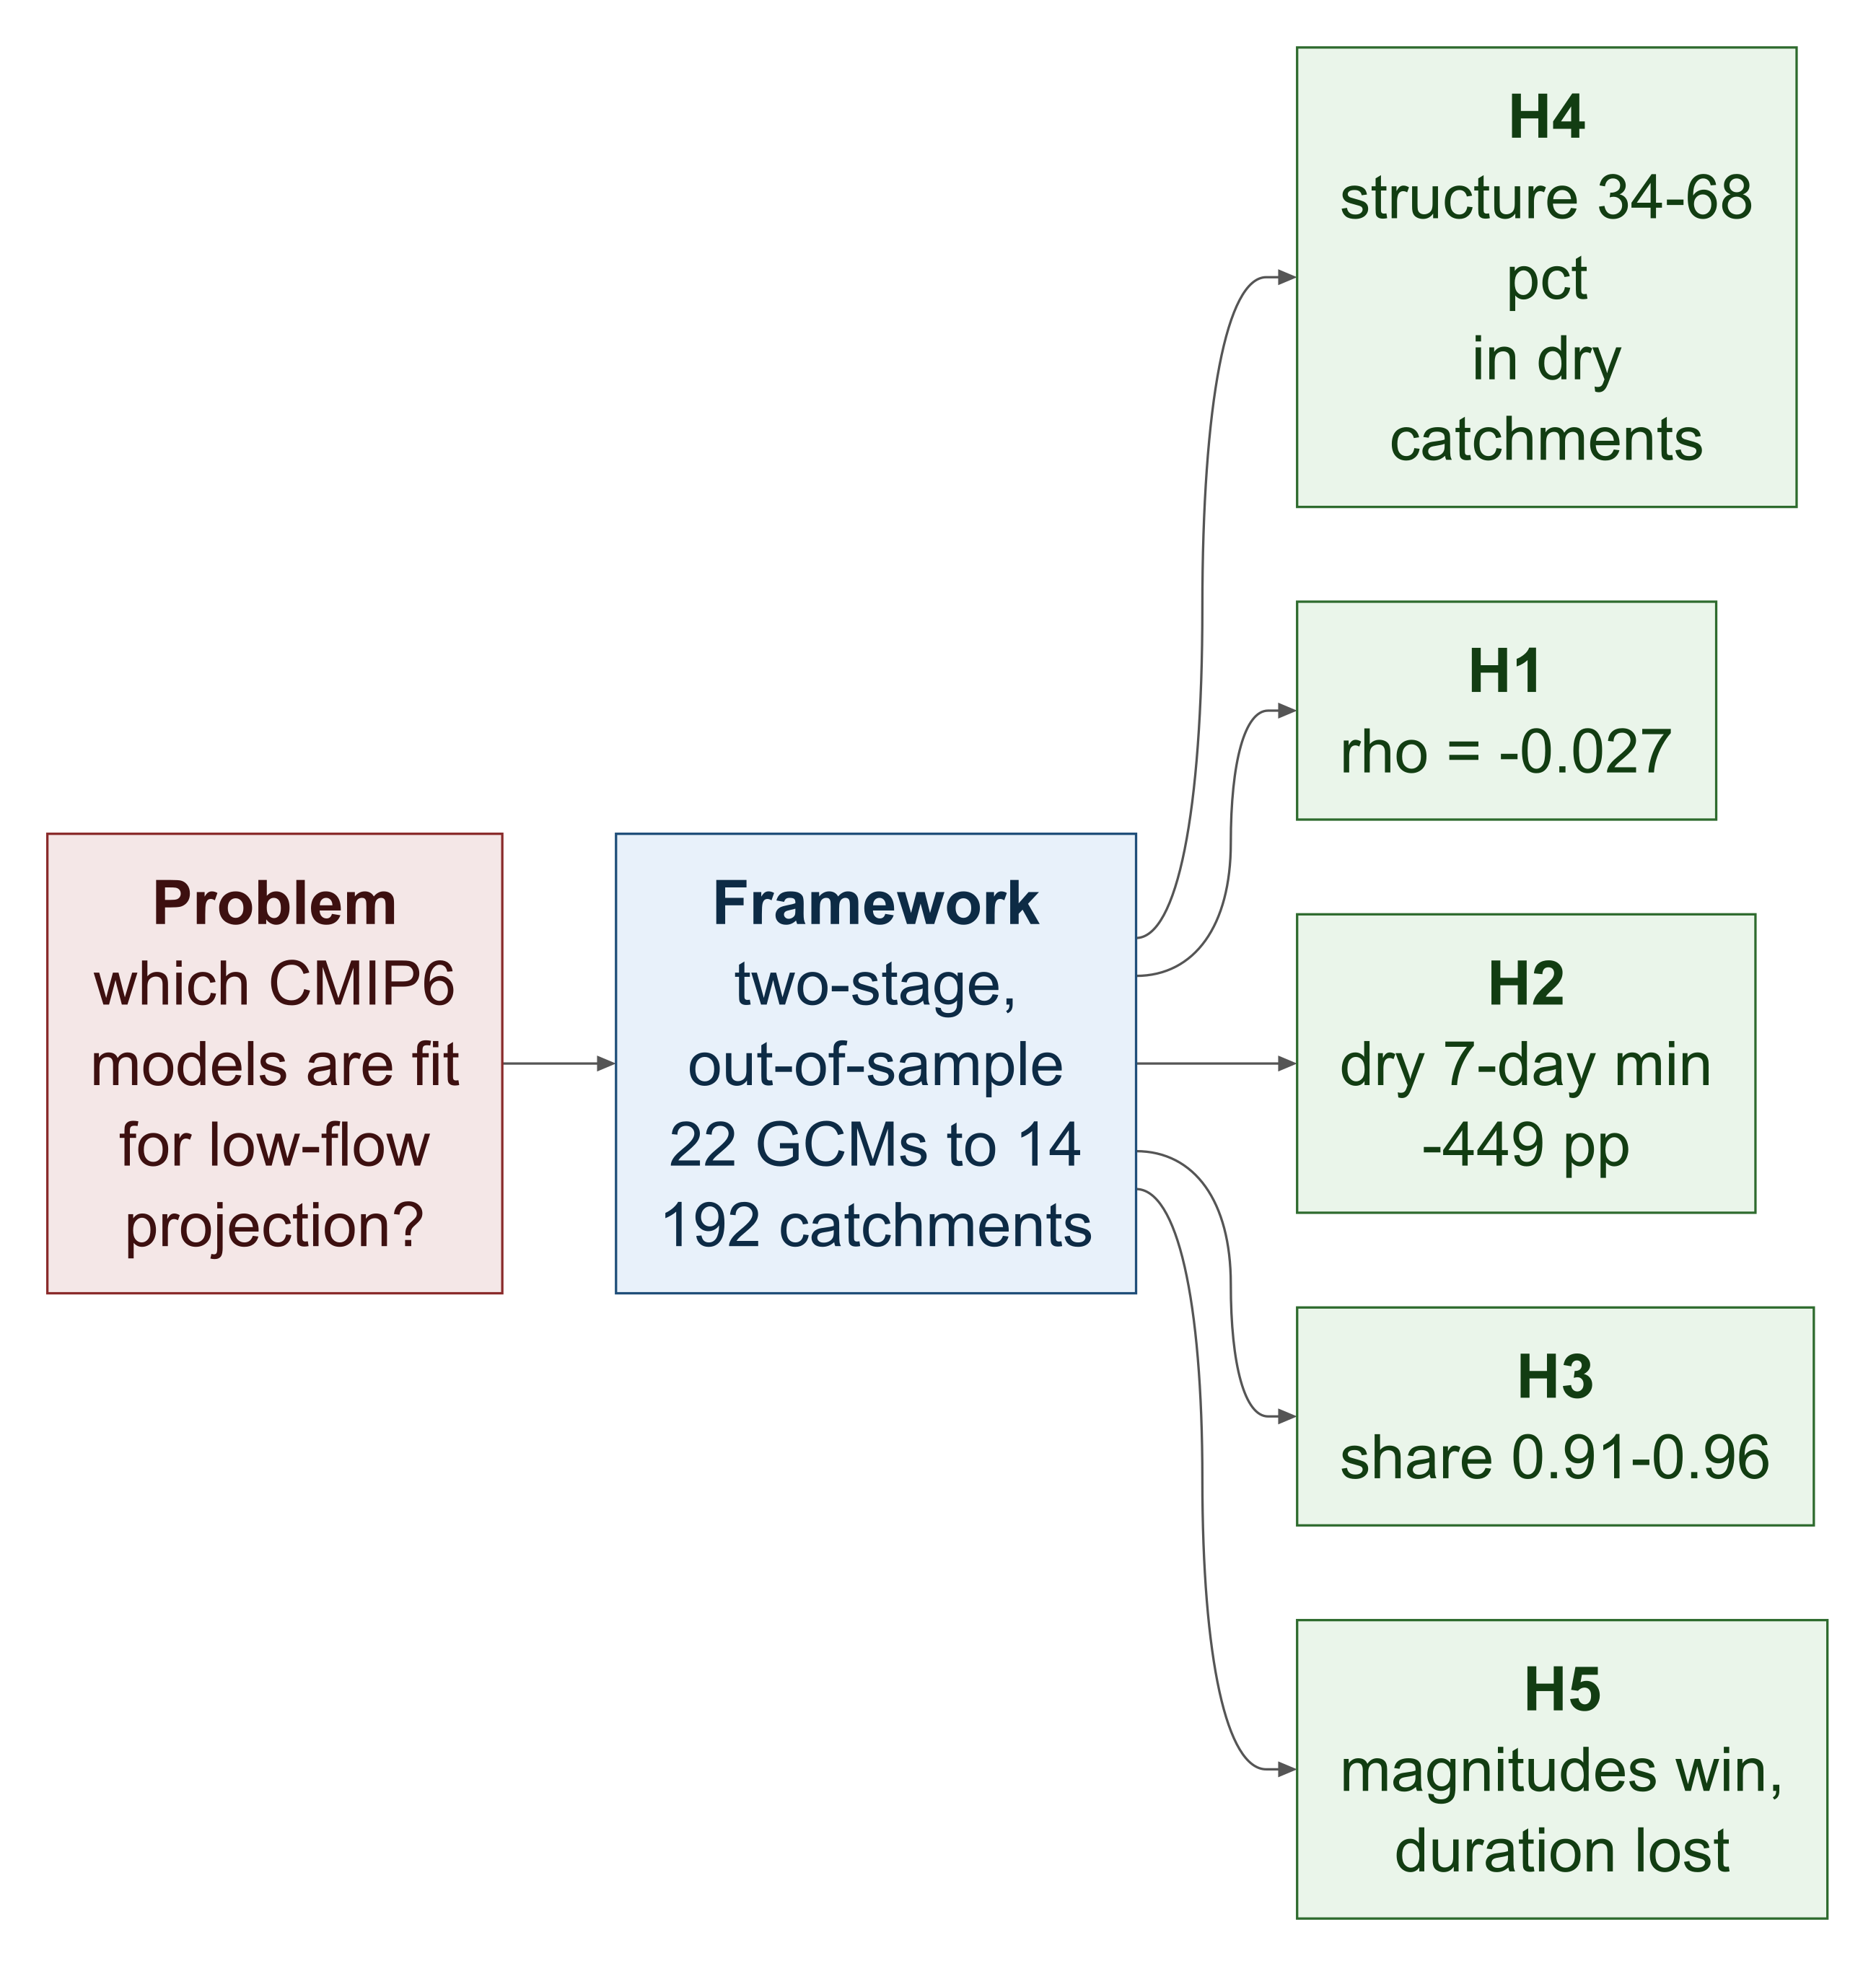 Problem
which CMIP6
models are fit
for low-flow
projection?
Framework
two-stage,
out-of-sample
22 GCMs to 14
192 catchments
H4
structure 34-68
pct
in dry
catchments
H1
rho = -0.027
H2
dry 7-day min
-449 pp
H3
share 0.91-0.96
H5
magnitudes win,
duration lost